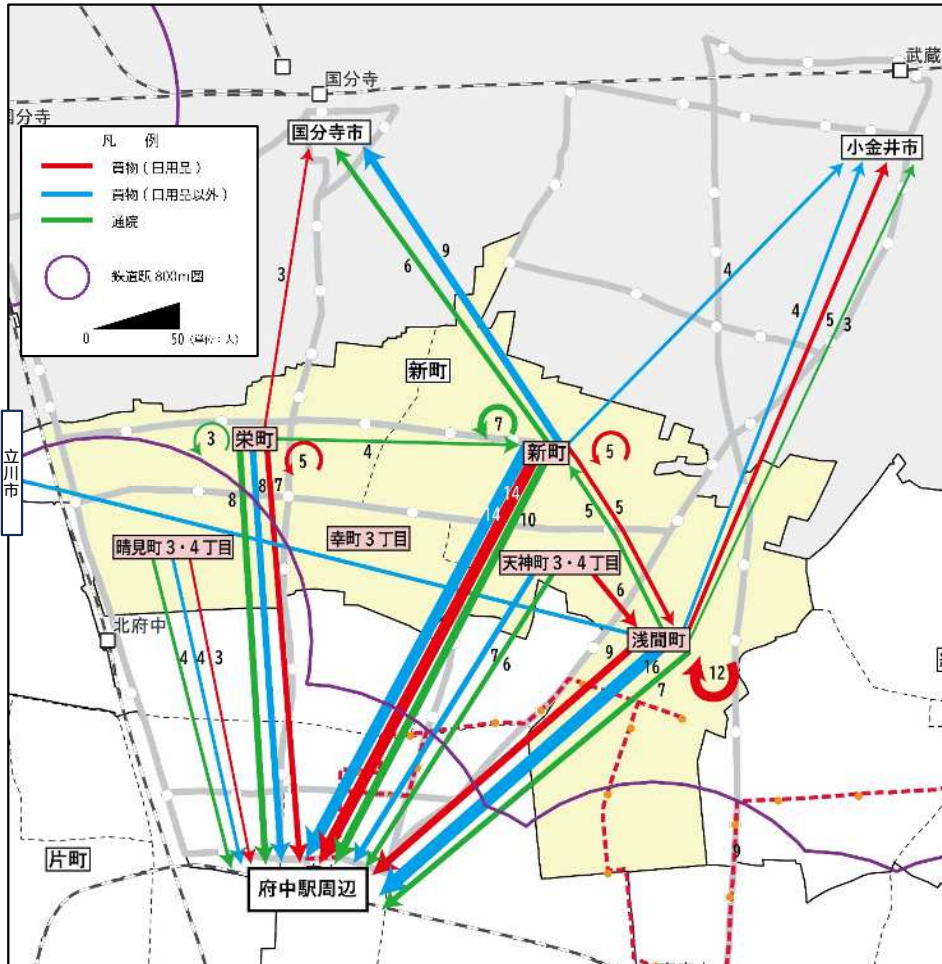 武蔵
国分寺
国分寺
国分寺市
小金井市
凡 例
買物(日用品)
買物(日用品以外)
通院
鉄道駅 800m圏
0
50 (単位:人)
3
9
6
4
4
5
3
新町
3
栄町
5
4
7
新町
5
立川市
8
8
7
14
14
10
5
5
晴見町3・4丁目
幸町3丁目
天神町3・4丁目
6
北府中
浅間町
4
4
3
7
6
9
16
7
12
9
片町
府中駅周辺